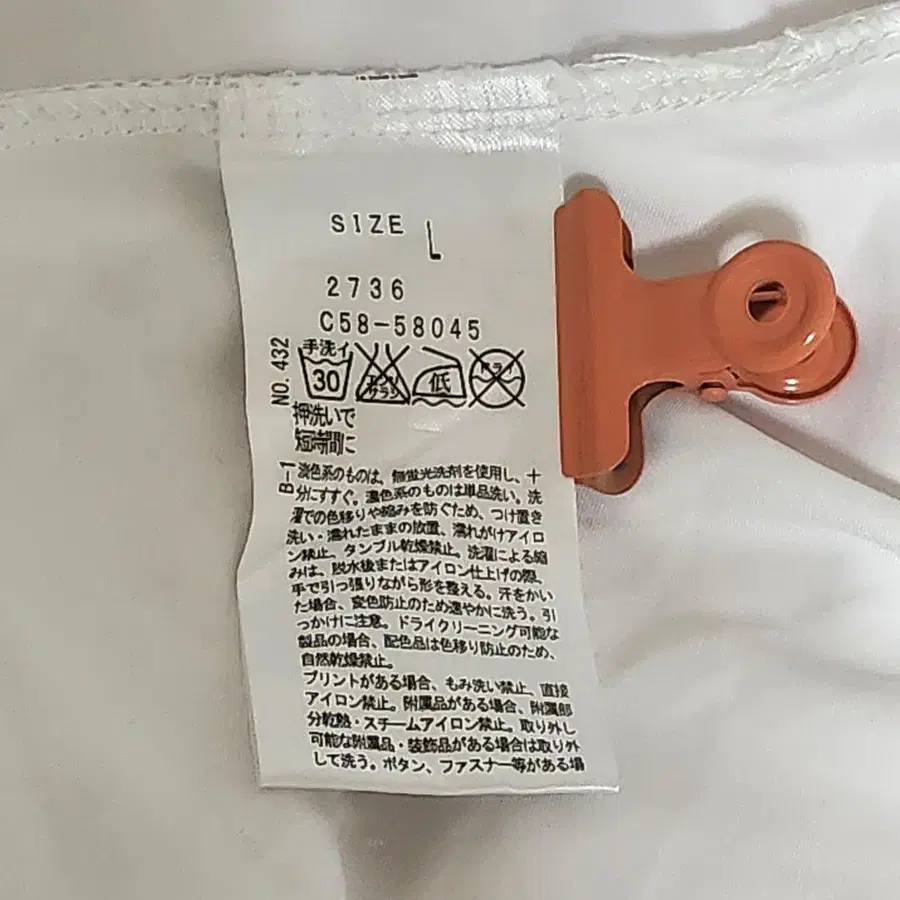 SIZE L
2736
C58-58045
NO. 432
手洗イ
30
エンソ
サラシ
低
ドライ
押洗いで
短時間に
B-1
淡色系のものは、無蛍光洗剤を使用し、十
分にすすぐ。濃色系のものは単品洗い。洗
濯での色移りや縮みを防ぐため、つけ置き
洗い・濡れたままの放置、濡れがけアイロ
ン禁止、タンブル乾燥禁止。洗濯による縮
みは、脱水後またはアイロン仕上げの際、
手で引っ張りながら形を整える。汗をかい
た場合、変色防止のため速やかに洗う。引
っかけに注意。ドライクリーニング可能な
製品の場合、配色品は色移り防止のため、
自然乾燥禁止。
プリントがある場合、もみ洗い禁止、直接
アイロン禁止。附属品がある場合、附属部
分乾熱・スチームアイロン禁止。取り外し
可能な附属品・装飾品がある場合は取り外
して洗う。ボタン、ファスナー等がある場